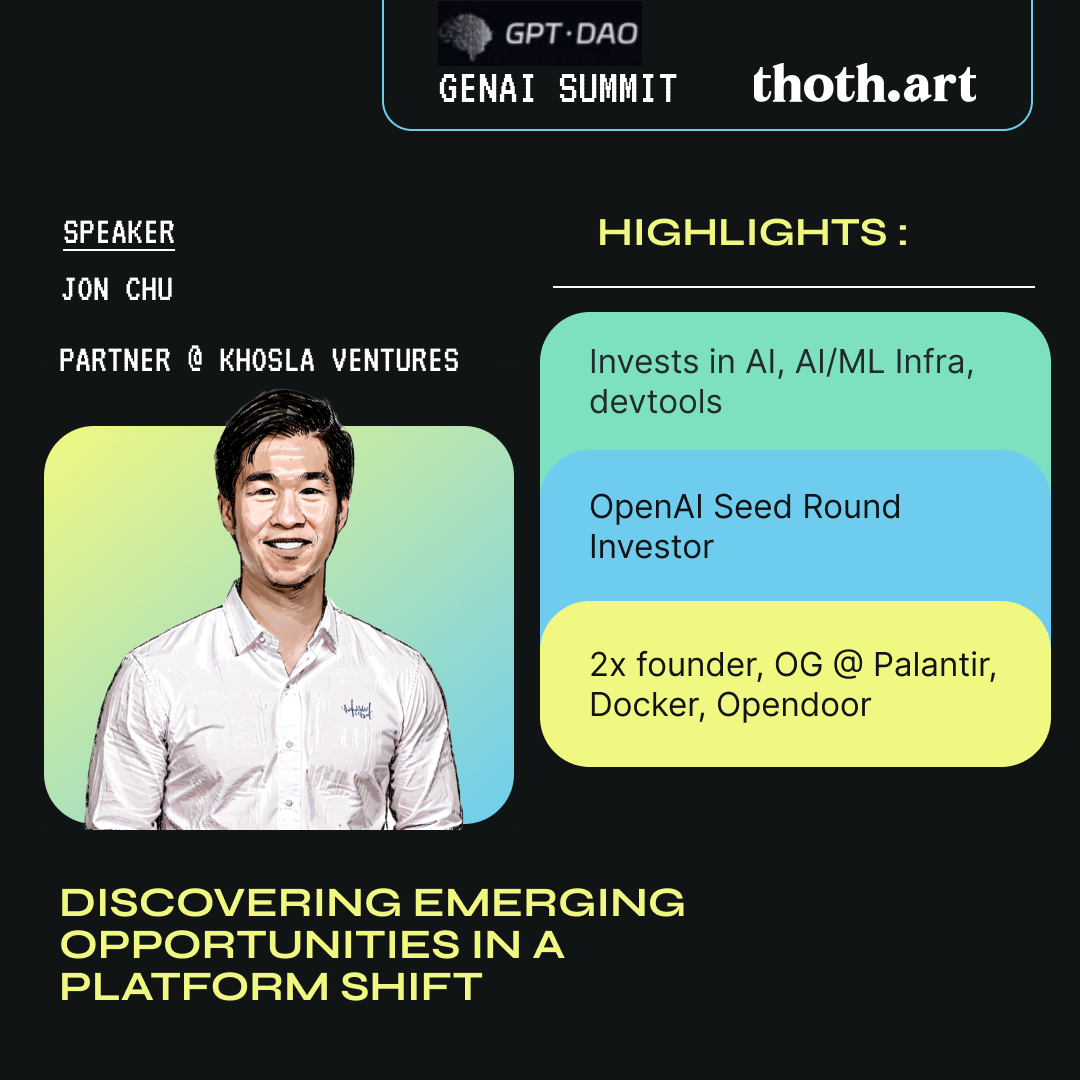 GPT·DAO
GENAI SUMMIT
thoth.art
SPEAKER
JON CHU
PARTNER @ KHOSLA VENTURES
HIGHLIGHTS :
Invests in AI, AI/ML Infra,
devtools
OpenAI Seed Round
Investor
2x founder, OG @ Palantir,
Docker, Opendoor
DISCOVERING EMERGING
OPPORTUNITIES IN A
PLATFORM SHIFT